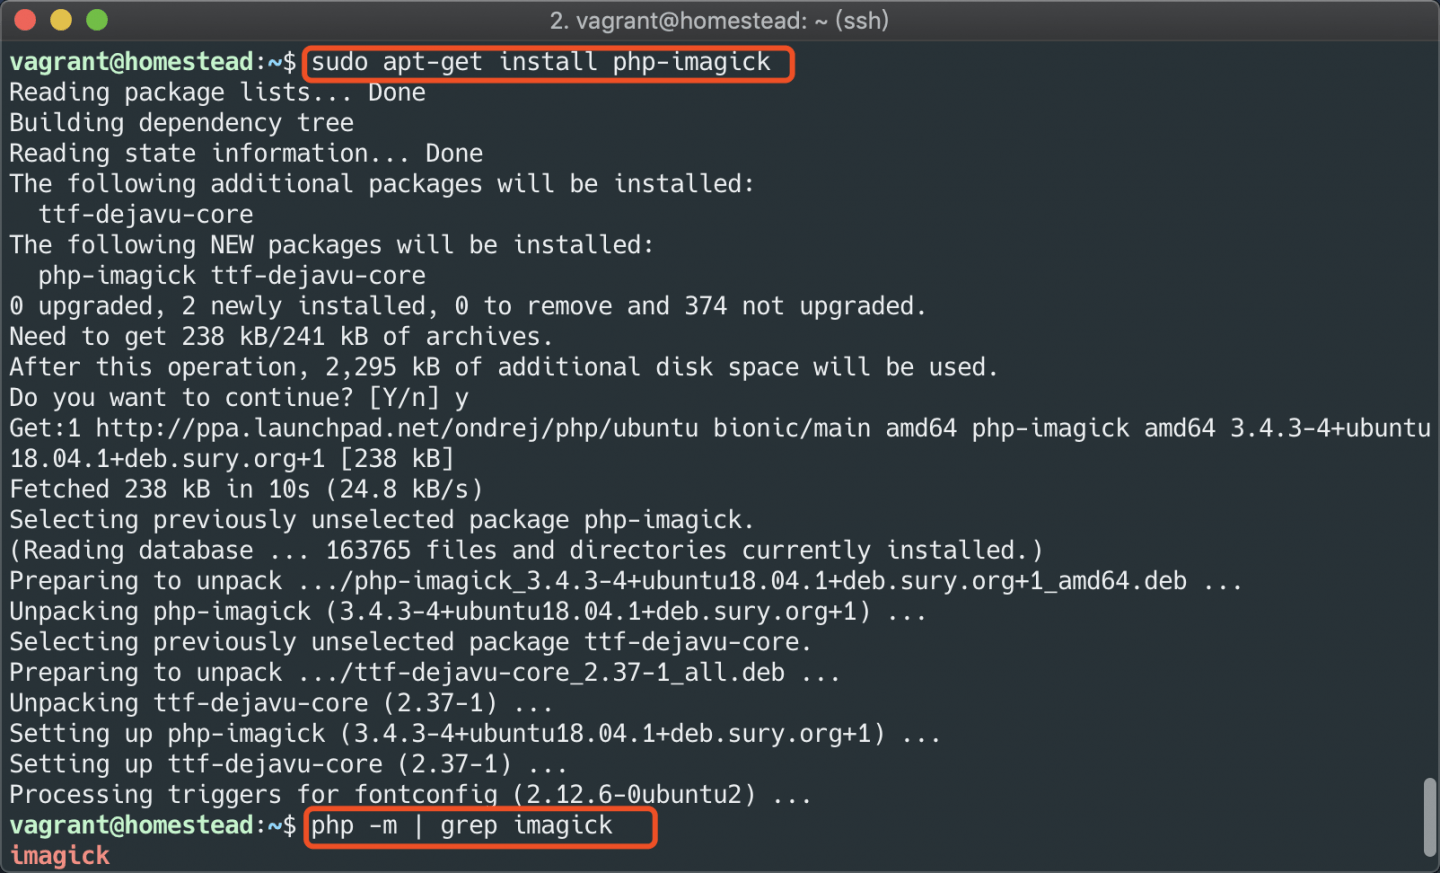 2. vagrant@homestead: ~ (ssh)
vagrant@homestead:~$ sudo apt-get install php-imagick
Reading package lists... Done
Building dependency tree
Reading state information... Done
The following additional packages will be installed:
  ttf-dejavu-core
The following NEW packages will be installed:
  php-imagick ttf-dejavu-core
0 upgraded, 2 newly installed, 0 to remove and 374 not upgraded.
Need to get 238 kB/241 kB of archives.
After this operation, 2,295 kB of additional disk space will be used.
Do you want to continue? [Y/n] y
Get:1 http://ppa.launchpad.net/ondrej/php/ubuntu bionic/main amd64 php-imagick amd64 3.4.3-4+ubuntu
18.04.1+deb.sury.org+1 [238 kB]
Fetched 238 kB in 10s (24.8 kB/s)
Selecting previously unselected package php-imagick.
(Reading database ... 163765 files and directories currently installed.)
Preparing to unpack .../php-imagick_3.4.3-4+ubuntu18.04.1+deb.sury.org+1_amd64.deb ...
Unpacking php-imagick (3.4.3-4+ubuntu18.04.1+deb.sury.org+1) ...
Selecting previously unselected package ttf-dejavu-core.
Preparing to unpack .../ttf-dejavu-core_2.37-1_all.deb ...
Unpacking ttf-dejavu-core (2.37-1) ...
Setting up php-imagick (3.4.3-4+ubuntu18.04.1+deb.sury.org+1) ...
Setting up ttf-dejavu-core (2.37-1) ...
Processing triggers for fontconfig (2.12.6-0ubuntu2) ...
vagrant@homestead:~$ php -m | grep imagick
imagick